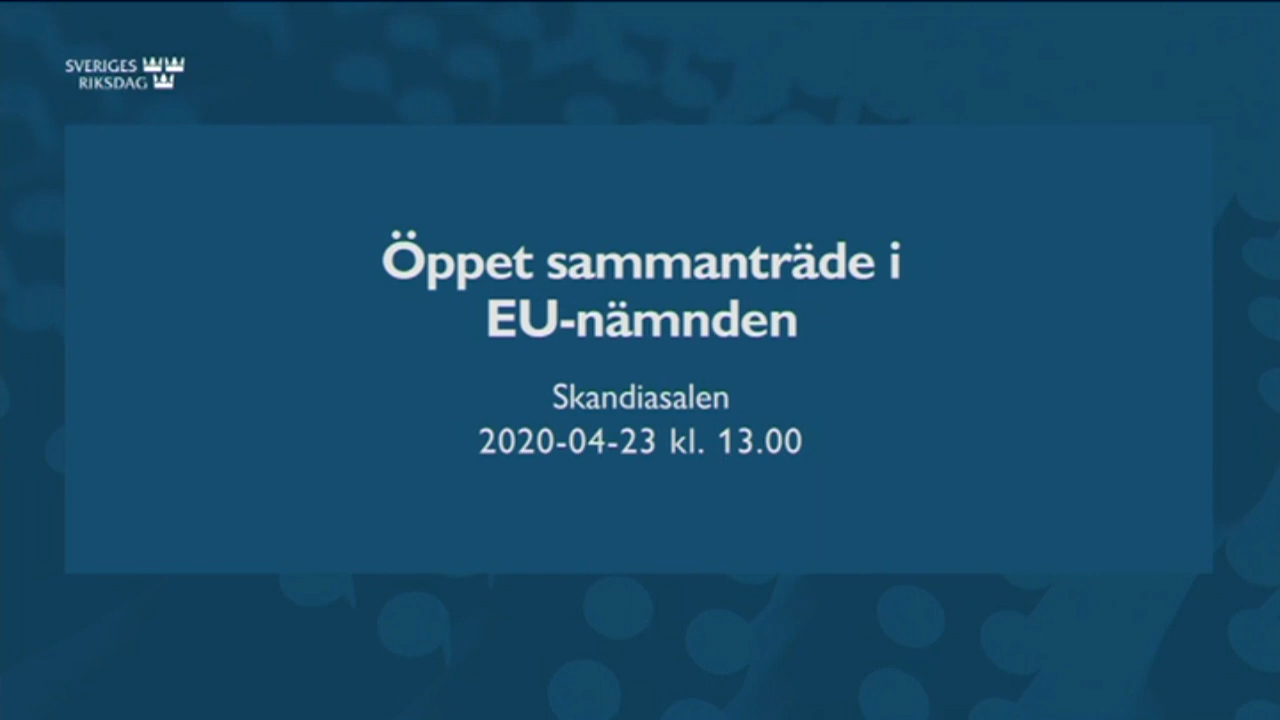 SVERIGES
RIKSDAG
Öppet sammanträde i
EU-nämnden
Skandiasalen
2020-04-23 kl. 13.00